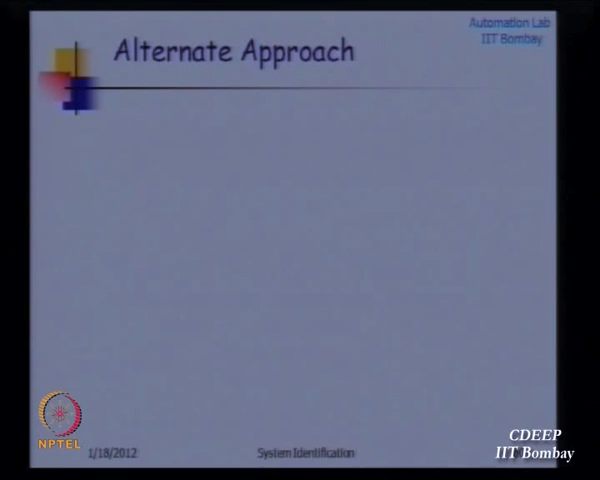 Automation Lab
IIT Bombay
Alternate Approach
NPTEL
1/18/2012
System Identification
CDEEP
IIT Bombay